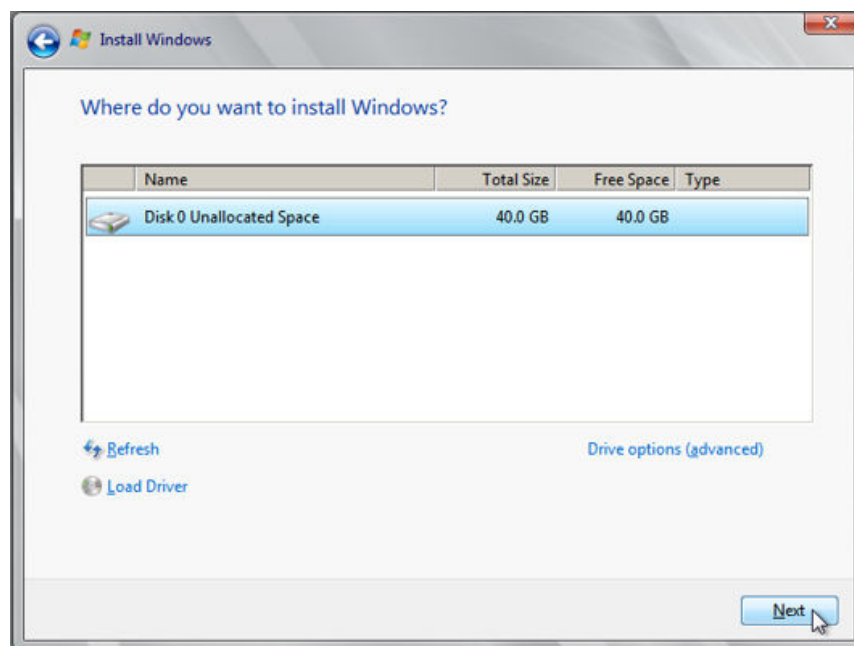 Install Windows
Where do you want to install Windows?
Name Total Size Free Space Type
Disk 0 Unallocated Space 40.0 GB 40.0 GB
Refresh Drive options (advanced)
Load Driver
Next